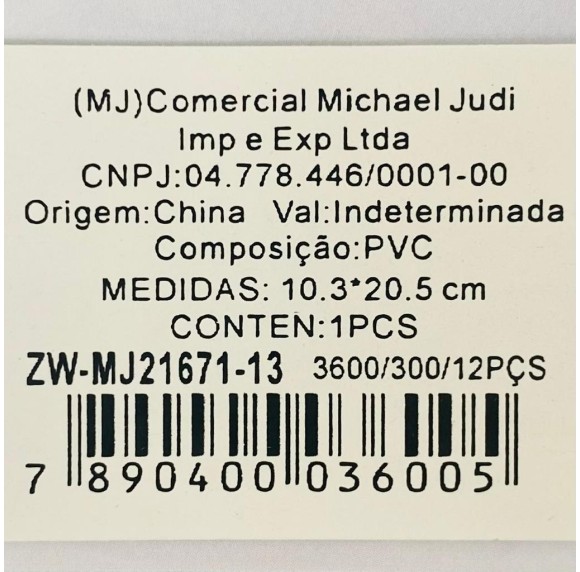 (MJ)Comercial Michael Judi
Imp e Exp Ltda
CNPJ:04.778.446/0001-00
Origem:China Val:Indeterminada
Composição:PVC
MEDIDAS: 10.3*20.5 cm
CONTEN:1PCS
ZW-MJ21671-13 3600/300/12PÇS
7 890400 036005